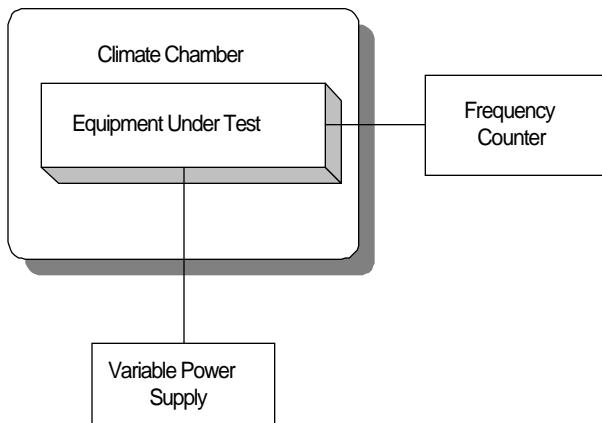 Climate Chamber
Equipment Under Test
Frequency
Counter
Variable Power
Supply